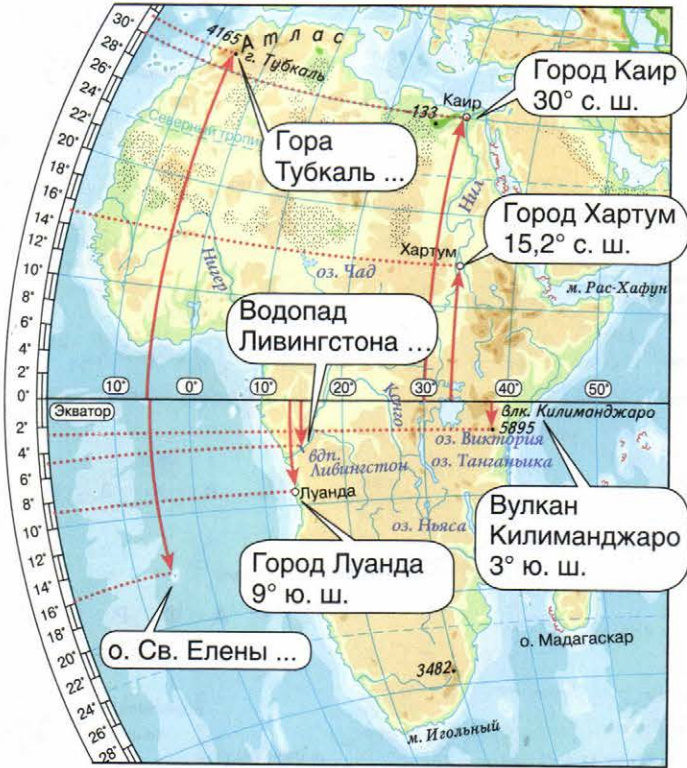 30°
28°
26°
24°
22°
20°
18°
16°
14°
12°
10°
8°
6°
4°
2°
0°
2°
4°
6°
8°
10°
12°
14°
16°
18°
20°
22°
24°
26°
28°
4165
Атлас
г. Тубкаль
Гора
Тубкаль ...
133
Каир
Город Каир
30° с. ш.
Северный тропик
Нил
Хартум
Город Хартум
15,2° с. ш.
Нигер
оз. Чад
м. Рас-Хафун
Водопад
Ливингстона ...
10°
0°
20°
30°
40°
50°
Экватор
Конго
влк. Килиманджаро
5895
оз. Виктория
вдп.
Ливингстон
оз. Танганьика
Луанда
оз. Ньяса
Вулкан
Килиманджаро
3° ю. ш.
Город Луанда
9° ю. ш.
о. Св. Елены ...
о. Мадагаскар
3482
м. Игольный